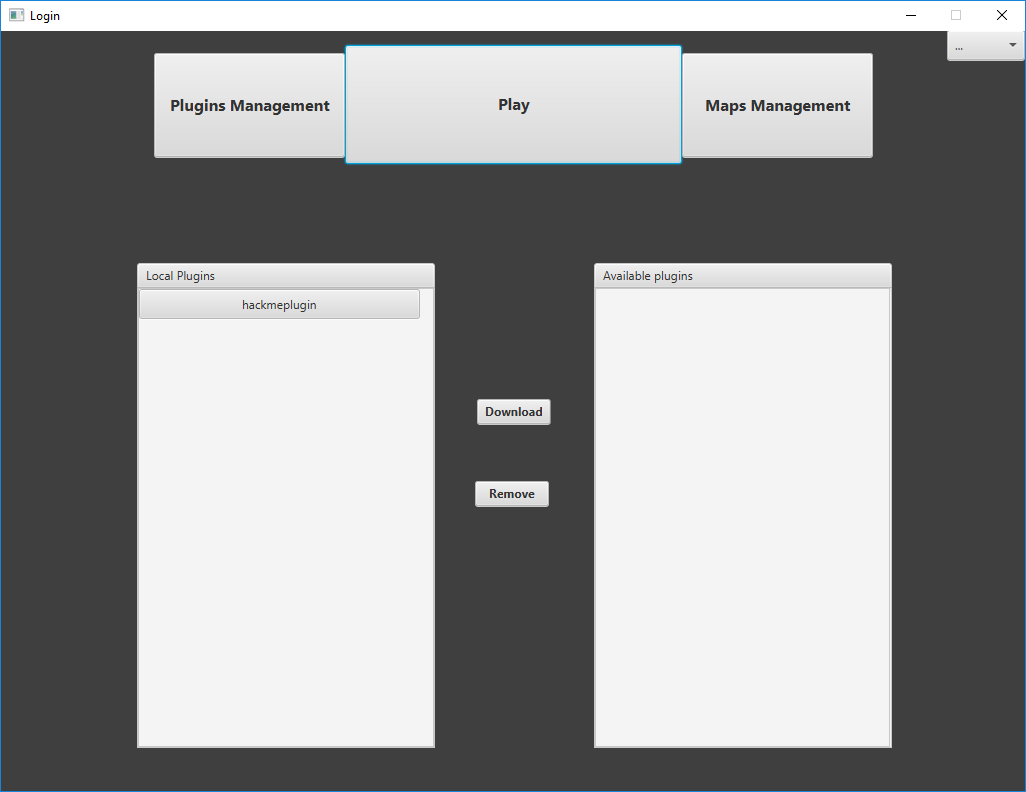 Login
...
Plugins Management
Play
Maps Management
Local Plugins
Available plugins
hackmeplugin
Download
Remove